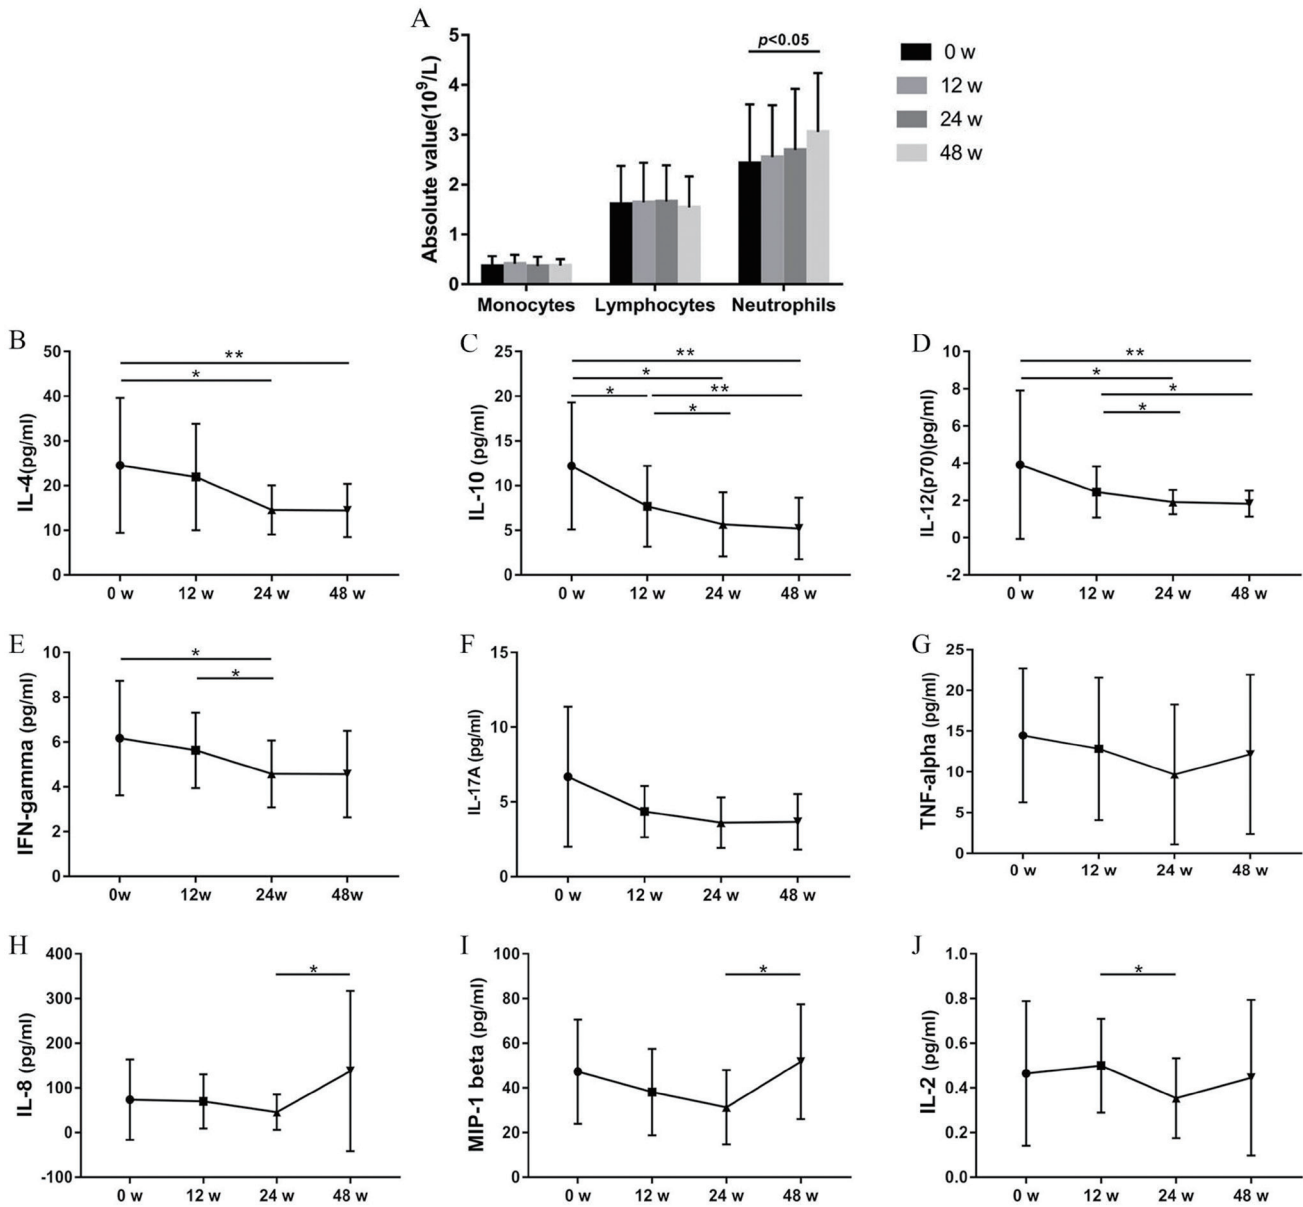 A
Absolute value(10^9/L)
5
4
3
2
1
0
p<0.05
Monocytes Lymphocytes Neutrophils
0 w
12 w
24 w
48 w
B
IL-4(pg/ml)
50
40
30
20
10
0
**
*
0 w 12 w 24 w 48 w
C
IL-10 (pg/ml)
25
20
15
10
5
0
**
*
* **
*
0 w 12 w 24 w 48 w
D
IL-12(p70)(pg/ml)
10
8
6
4
2
0
-2
**
*
*
*
0 w 12 w 24 w 48 w
E
IFN-gamma (pg/ml)
10
8
6
4
2
0
*
*
0w 12w 24w 48w
F
IL-17A (pg/ml)
15
10
5
0
0 w 12 w 24 w 48 w
G
TNF-alpha (pg/ml)
25
20
15
10
5
0
0 w 12 w 24 w 48 w
H
IL-8 (pg/ml)
400
300
200
100
0
-100
*
0 w 12 w 24 w 48 w
I
MIP-1 beta (pg/ml)
100
80
60
40
20
0
*
0 w 12 w 24 w 48 w
J
IL-2 (pg/ml)
1.0
0.8
0.6
0.4
0.2
0.0
*
0 w 12 w 24 w 48 w